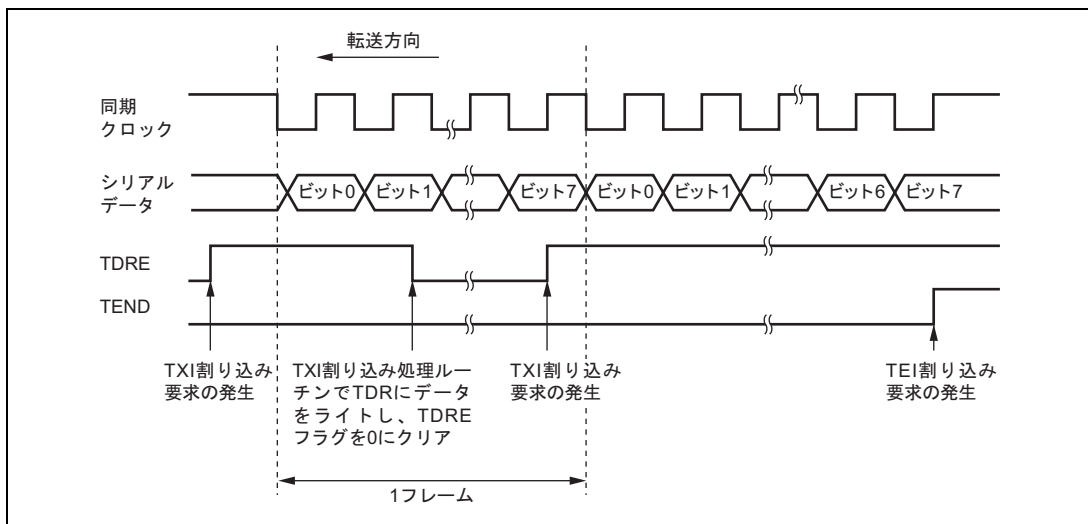 転送方向
同期
クロック
シリアル
データ
ビット0
ビット1
ビット7
ビット0
ビット1
ビット6
ビット7
TDRE
TEND
TXI割り込み
要求の発生
TXI割り込み処理ルー
チンでTDRにデータ
をライトし、TDRE
フラグを0にクリア
TXI割り込み
要求の発生
TEI割り込み
要求の発生
1フレーム